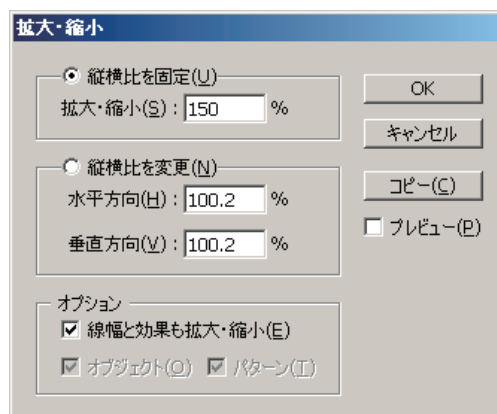 拡大・縮小
縦横比を固定(U)
拡大・縮小(S)：150 %
縦横比を変更(N)
水平方向(H)：100.2 %
垂直方向(V)：100.2 %
オプション
線幅と効果も拡大・縮小(E)
オブジェクト(O) パターン(T)
OK
キャンセル
コピー(C)
プレビュー(P)